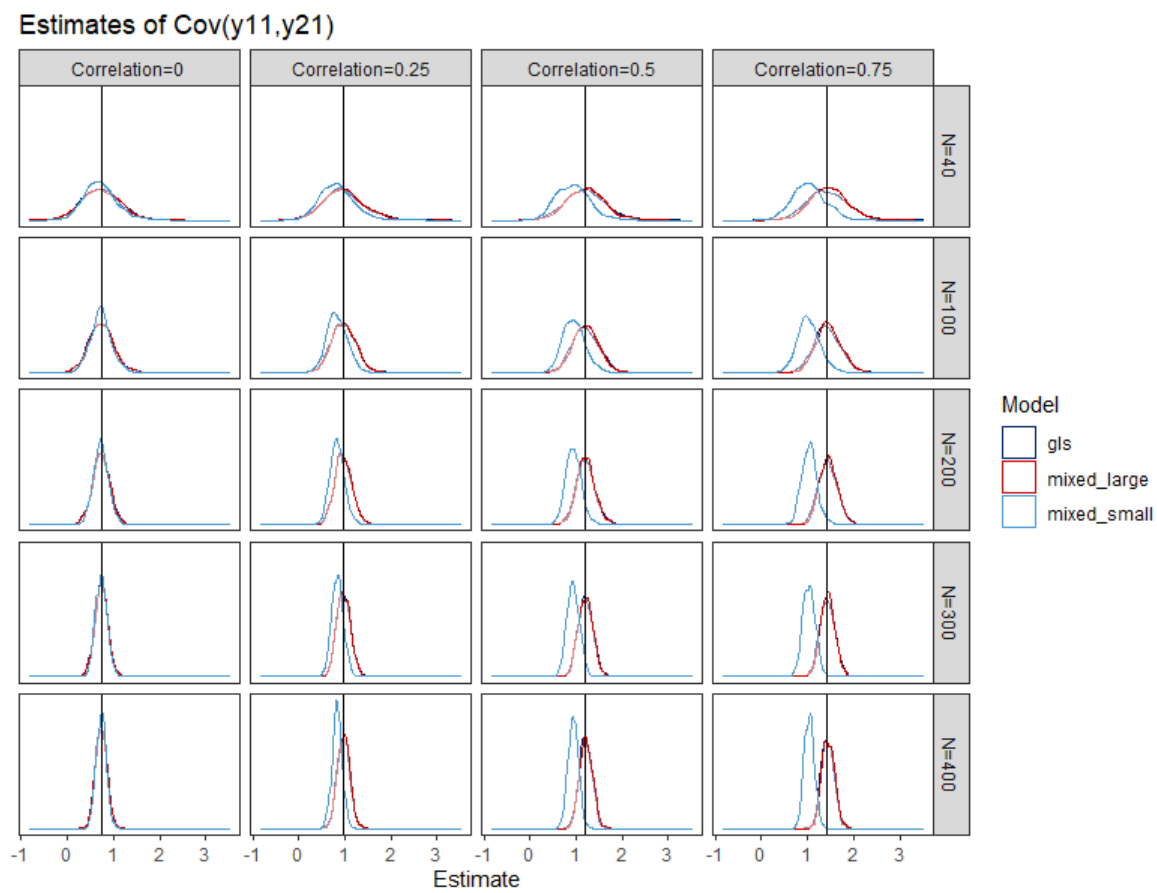 Estimates of Cov(y11,y21)
Correlation=0
Correlation=0.25
Correlation=0.5
Correlation=0.75
N=40
N=100
N=200
N=300
N=400
-1 0 1 2 3 -1 0 1 2 3 -1 0 1 2 3 -1 0 1 2 3
Estimate
Model
gls
mixed_large
mixed_small